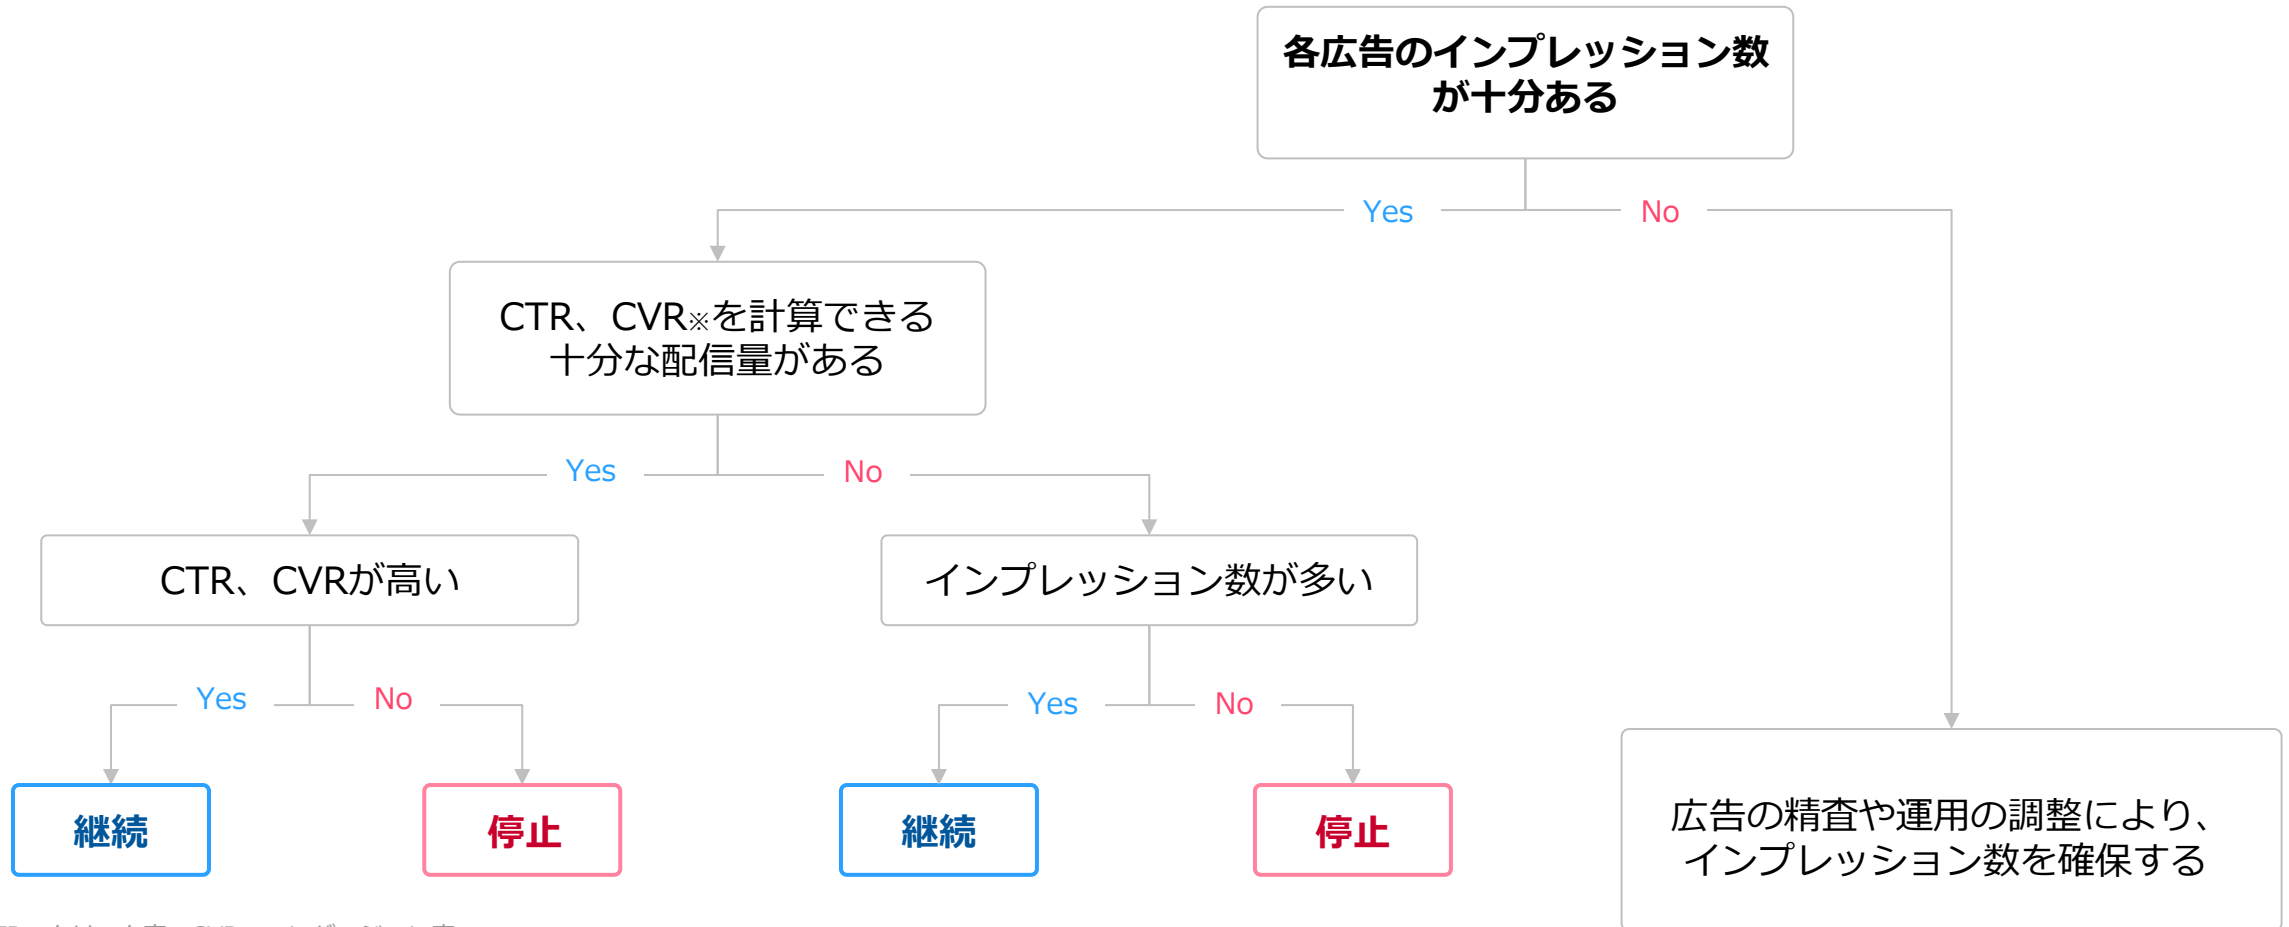 各広告のインプレッション数
が十分ある
Yes
No
CTR、CVR※を計算できる
十分な配信量がある
Yes
No
CTR、CVRが高い
インプレッション数が多い
Yes
No
Yes
No
継続
停止
継続
停止
広告の精査や運用の調整により、
インプレッション数を確保する